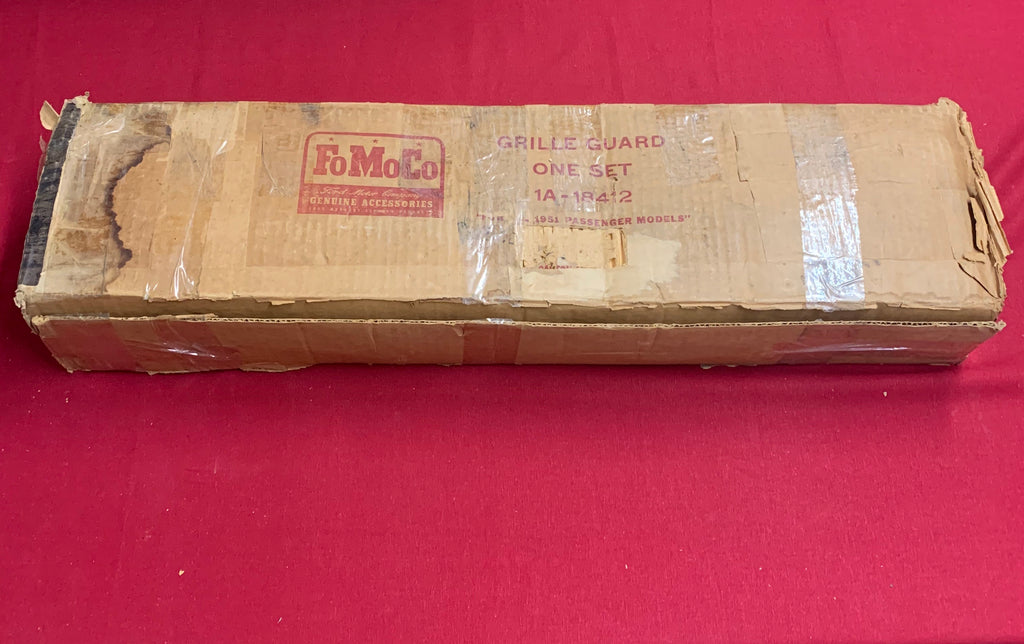 FoMoCo
Ford Motor Company
GENUINE ACCESSORIES
GRILLE GUARD
ONE SET
1A-18412
1951 PASSENGER MODELS"